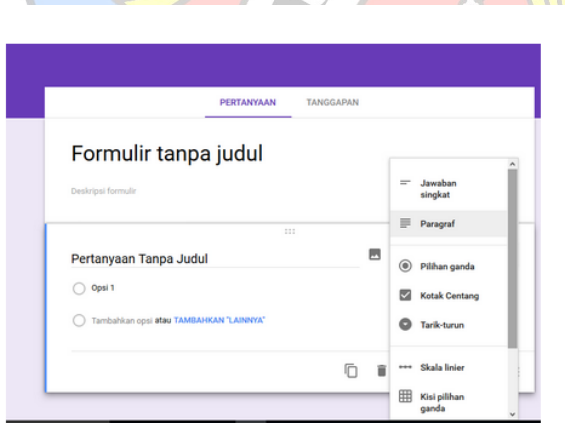 PERTANYAAN TANGGAPAN
Formulir tanpa judul
Deskripsi formulir
Pertanyaan Tanpa Judul
Opsi 1
Tambahkan opsi atau TAMBAHKAN "LAINNYA"
Jawaban
singkat
Paragraf
Pilihan ganda
Kotak Centang
Tarik-turun
Skala linier
Kisi pilihan
ganda